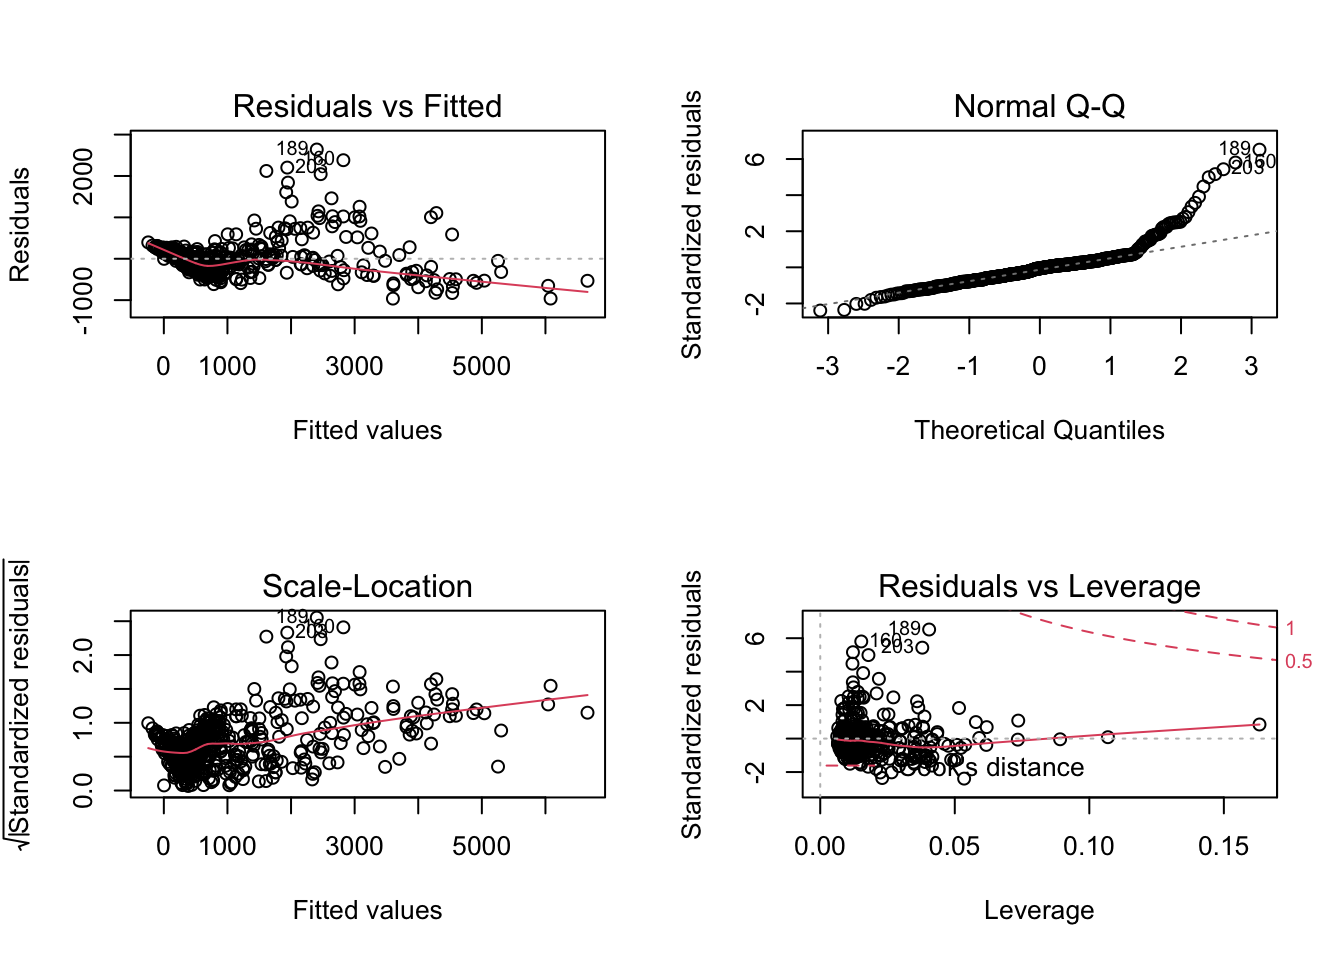 Residuals vs Fitted
Residuals
2000
-1000
189
160
203
0 1000 3000 5000
Fitted values
Normal Q-Q
Standardized residuals
6
2
-2
189
160
203
-3 -2 -1 0 1 2 3
Theoretical Quantiles
Scale-Location
√|Standardized residuals|
2.0
1.0
0.0
189
160
203
0 1000 3000 5000
Fitted values
Residuals vs Leverage
Standardized residuals
6
2
-2
189
160
203
1
0.5
distance
0.00 0.05 0.10 0.15
Leverage